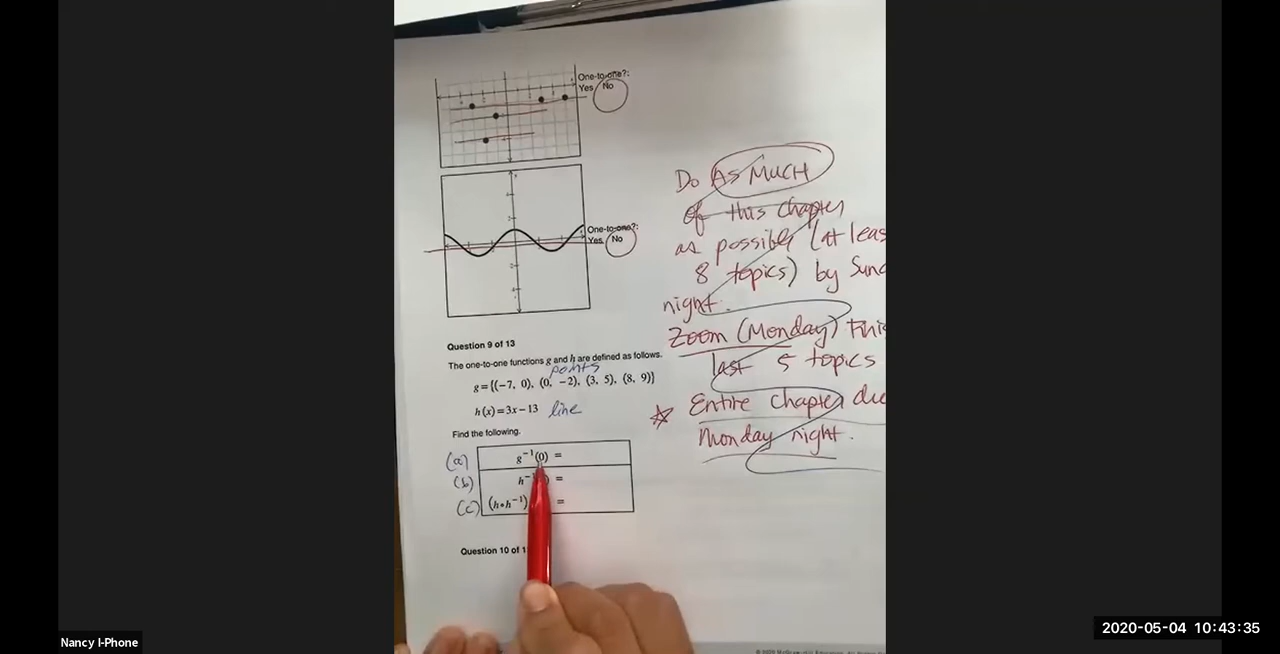 One-to-one?:
Yes No
One-to-one?:
Yes No
Do AS MUCH
of this chapter
as possible (at leas
8 topics) by Sund
night.
Zoom (Monday) this
last 5 topics
Entire chapter due
Monday night.
Question 9 of 13
The one-to-one functions g and h are defined as follows.
points
g={(−7, 0), (0, −2), (3, 5), (8, 9)}
h(x)=3x−13 line
Find the following.
(a) g⁻¹(0) =
(b) h⁻ ) =
(c) (h∘h⁻¹) =
Question 10 of 1
Nancy I-Phone
2020-05-04 10:43:35